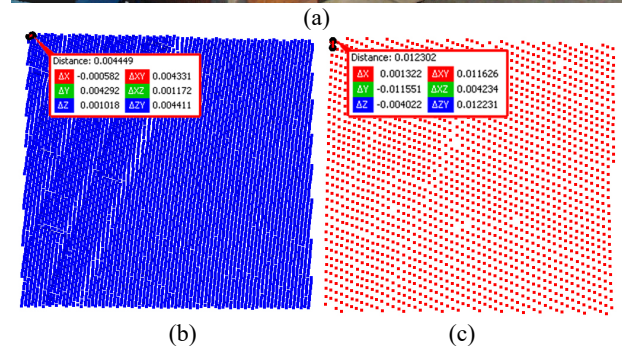 (a)
Distance: 0.004449
ΔX -0.000582 ΔXY 0.004331
ΔY 0.004292 ΔXZ 0.001172
ΔZ 0.001018 ΔZY 0.004411
Distance: 0.012302
ΔX 0.001322 ΔXY 0.011626
ΔY -0.011551 ΔXZ 0.004234
ΔZ -0.004022 ΔZY 0.012231
(b)
(c)